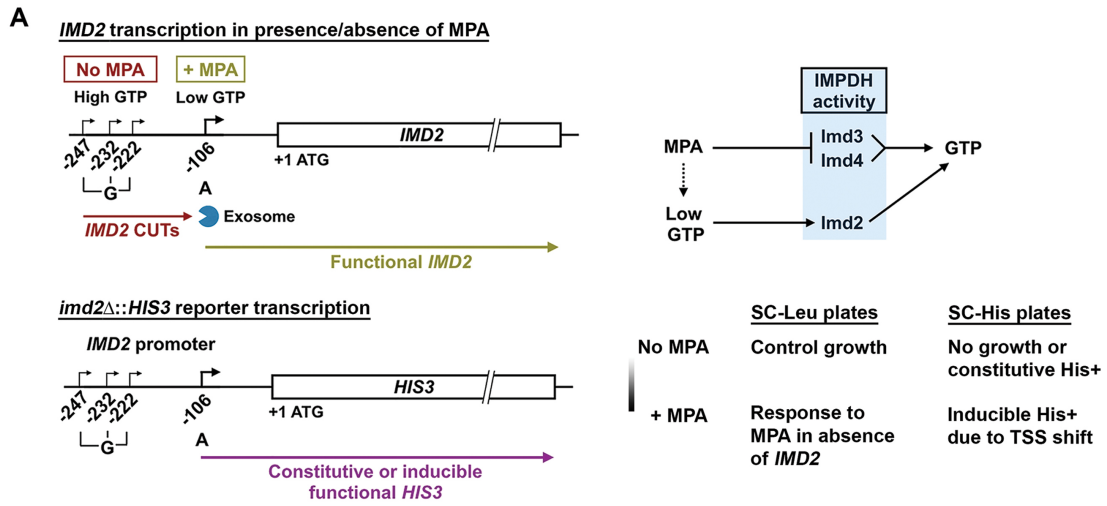 A
IMD2 transcription in presence/absence of MPA
No MPA
+ MPA
High GTP
Low GTP
IMD2
-247
-232
-222
-106
+1 ATG
G
A
Exosome
IMD2 CUTs
Functional IMD2
IMPDH
activity
MPA
Imd3
Imd4
GTP
Low
GTP
Imd2
imd2Δ::HIS3 reporter transcription
IMD2 promoter
HIS3
-247
-232
-222
-106
+1 ATG
G
A
Constitutive or inducible
functional HIS3
SC-Leu plates
SC-His plates
No MPA
Control growth
No growth or
constitutive His+
+ MPA
Response to
MPA in absence
of IMD2
Inducible His+
due to TSS shift